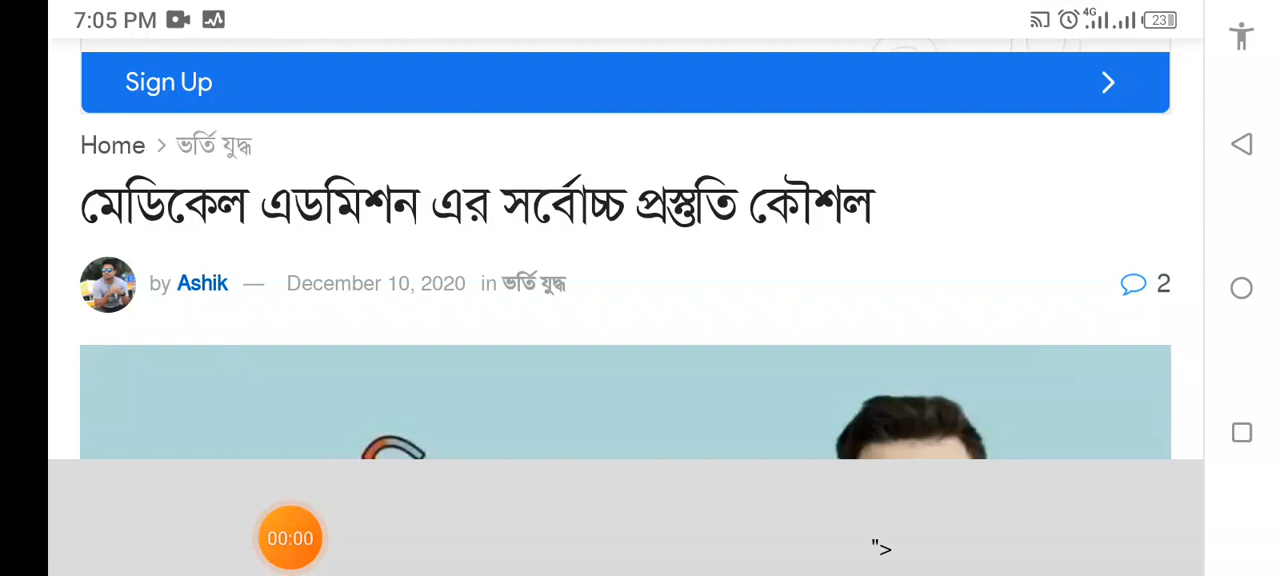 7:05 PM 4G 23
Sign Up
Home > ভর্তি যুদ্ধ
মেডিকেল এডমিশন এর সর্বোচ্চ প্রস্তুতি কৌশল
by Ashik — December 10, 2020 in ভর্তি যুদ্ধ 2
00:00
">